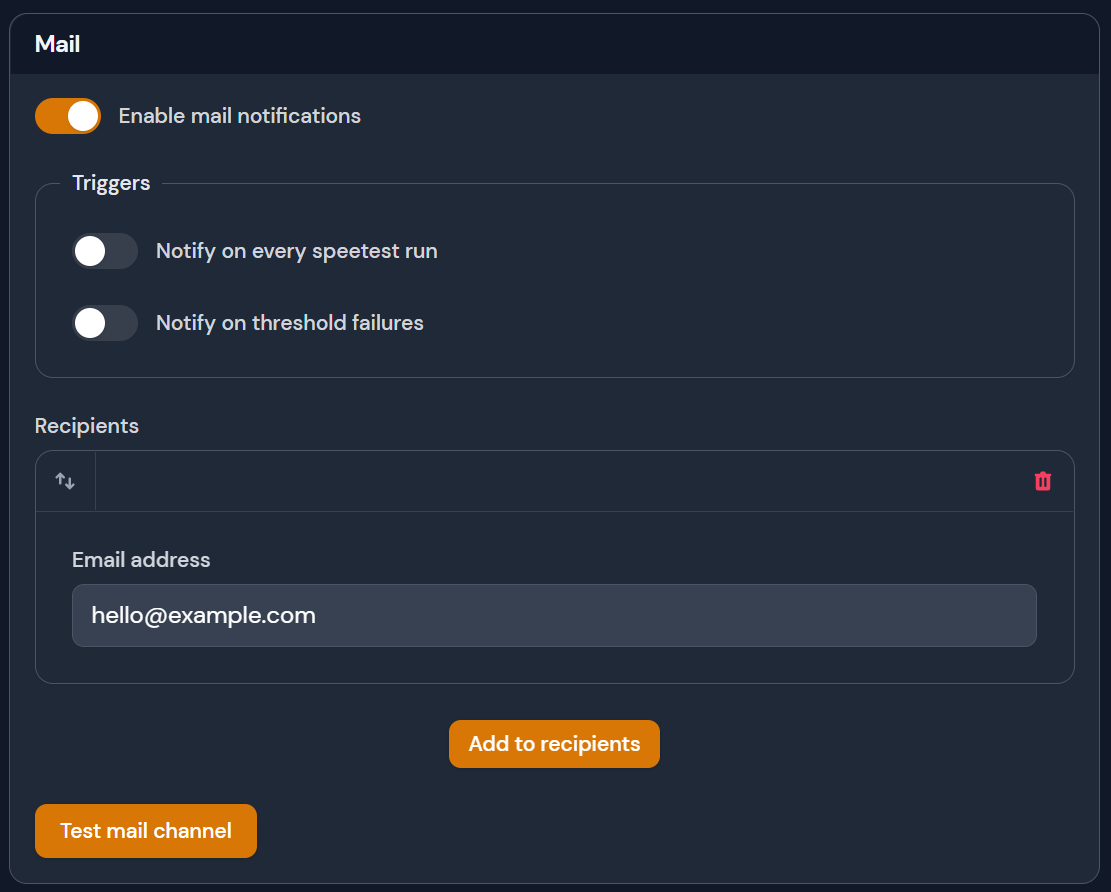 Mail
Enable mail notifications
Triggers
Notify on every speetest run
Notify on threshold failures
Recipients
Email address
hello@example.com
Add to recipients
Test mail channel